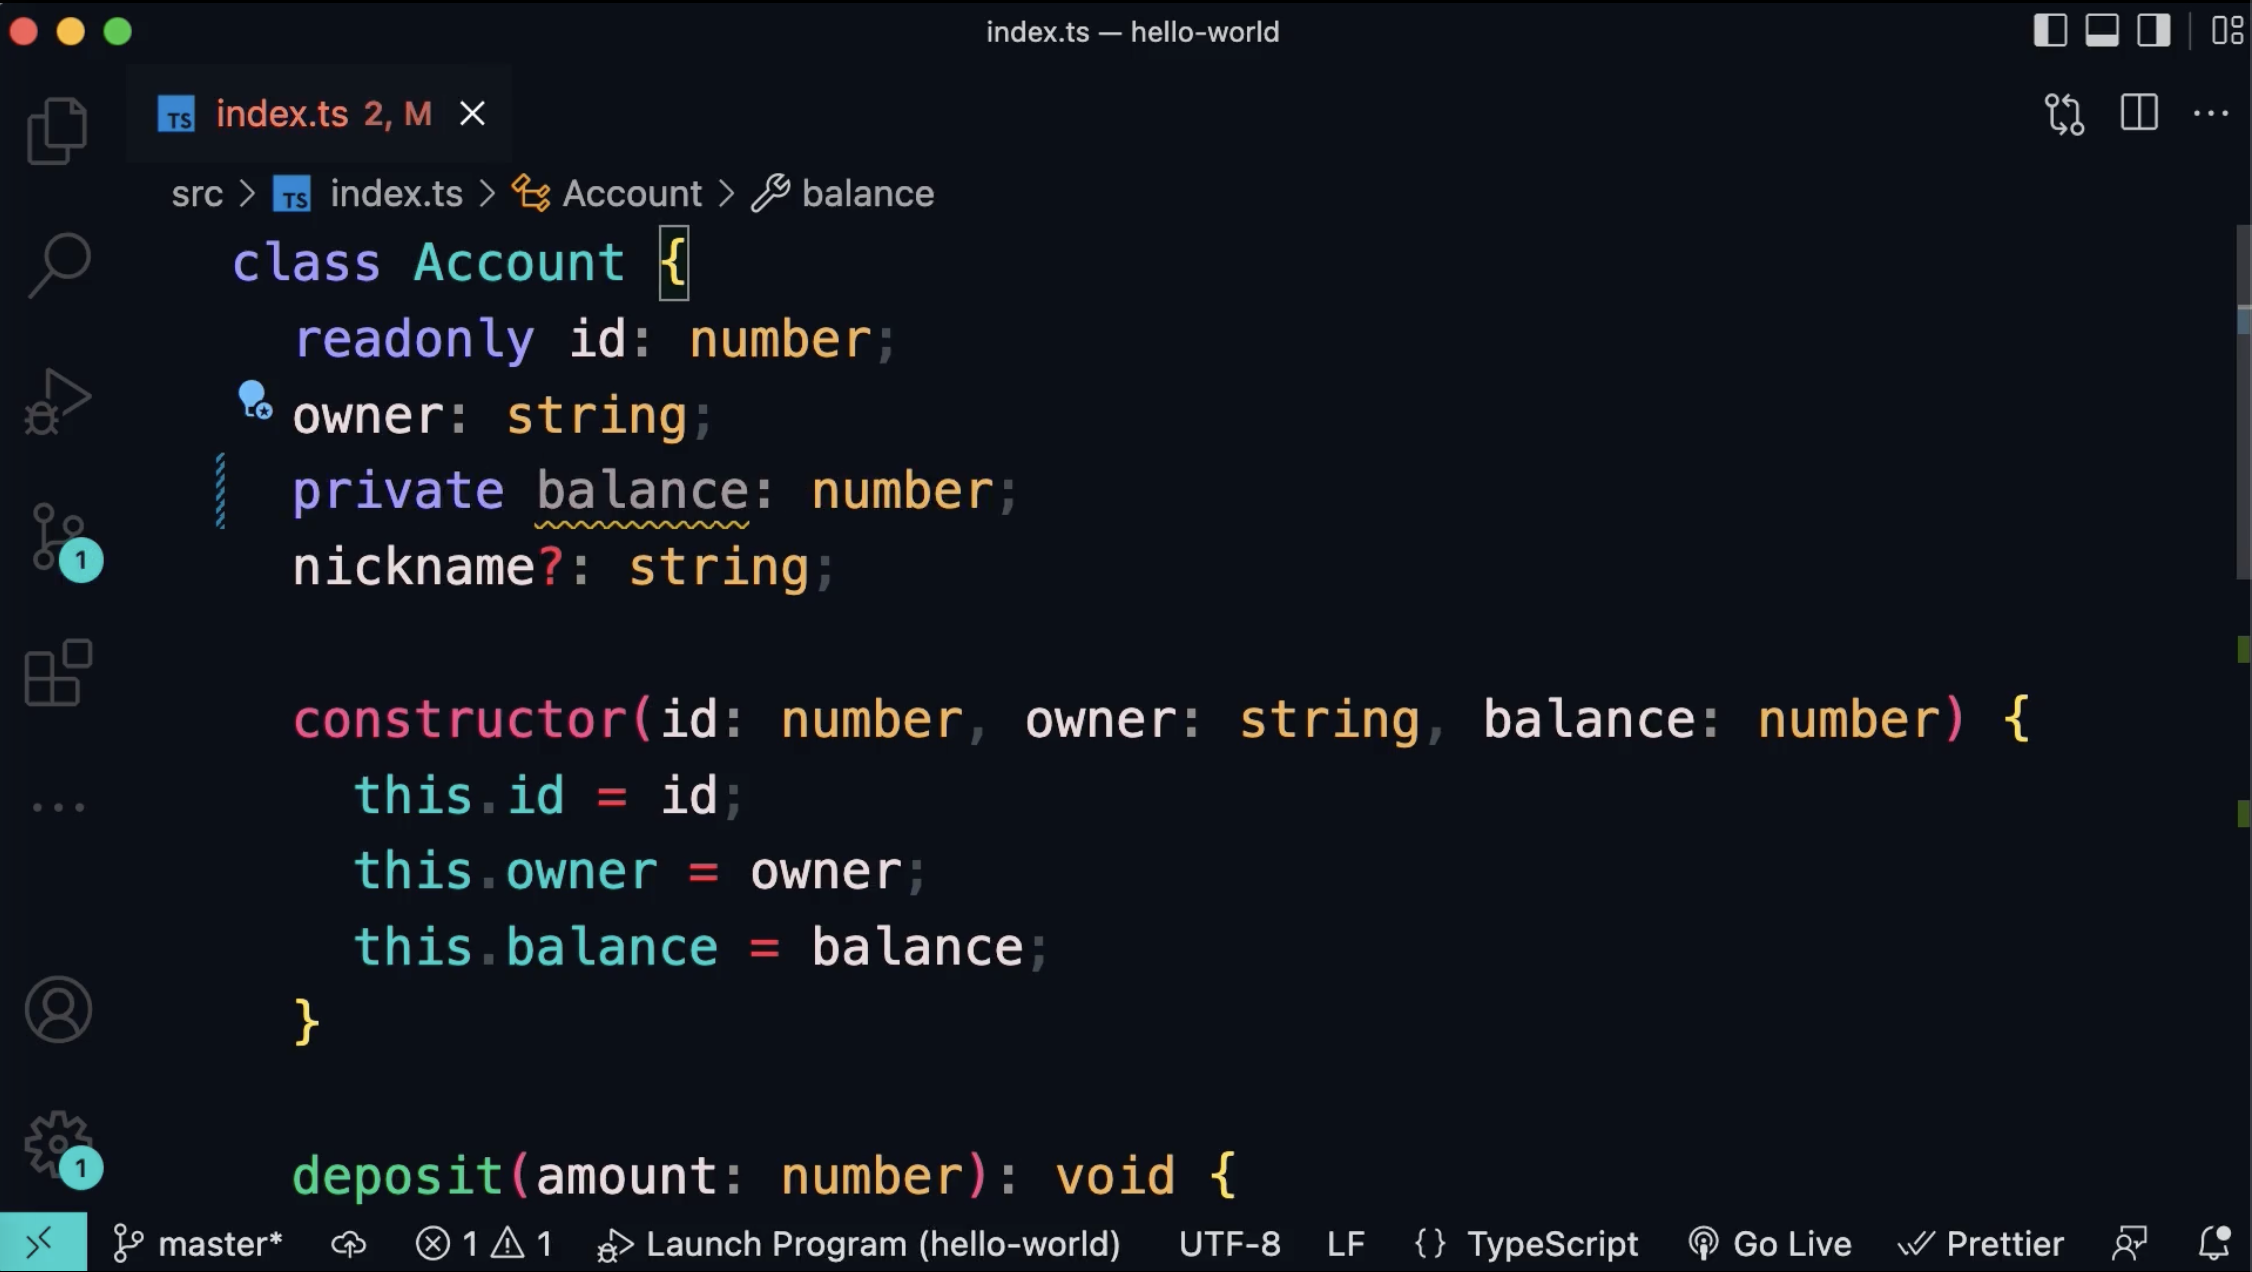 index.ts — hello-world
TS index.ts 2, M
src > TS index.ts > Account > balance
class Account {
readonly id: number;
owner: string;
private balance: number;
nickname?: string;
constructor(id: number, owner: string, balance: number) {
this.id = id;
this.owner = owner;
this.balance = balance;
}
deposit(amount: number): void {
1
1
master* 1 1 Launch Program (hello-world) UTF-8 LF {} TypeScript Go Live Prettier